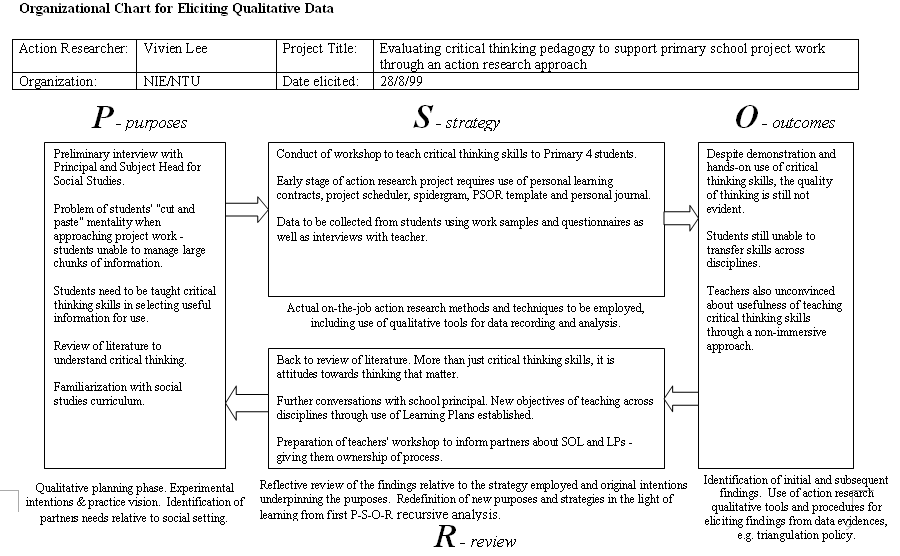 Organizational Chart for Eliciting Qualitative Data
Action Researcher: Vivien Lee Project Title: Evaluating critical thinking pedagogy to support primary school project work
through an action research approach
Organization: NIE/NTU Date elicited: 28/8/99
P - purposes
Preliminary interview with
Principal and Subject Head for
Social Studies.
Problem of students' "cut and
paste" mentality when
approaching project work -
students unable to manage large
chunks of information.
Students need to be taught critical
thinking skills in selecting useful
information for use.
Review of literature to
understand critical thinking.
Familiarization with social
studies curriculum.
Qualitative planning phase. Experimental
intentions & practice vision. Identification of
partners needs relative to social setting.
S - strategy
Conduct of workshop to teach critical thinking skills to Primary 4 students.
Early stage of action research project requires use of personal learning
contracts, project scheduler, spidergram, PSOR template and personal journal.
Data to be collected from students using work samples and questionnaires as
well as interviews with teacher.
Actual on-the-job action research methods and techniques to be employed,
including use of qualitative tools for data recording and analysis.
O - outcomes
Despite demonstration and
hands-on use of critical
thinking skills, the quality
of thinking is still not
evident.
Students still unable to
transfer skills across
disciplines.
Teachers also unconvinced
about usefulness of teaching
critical thinking skills
through a non-immersive
approach.
Identification of initial and subsequent
findings. Use of action research
qualitative tools and procedures for
eliciting findings from data evidences,
e.g. triangulation policy.
Back to review of literature. More than just critical thinking skills, it is
attitudes towards thinking that matter.
Further conversations with school principal. New objectives of teaching across
disciplines through use of Learning Plans established.
Preparation of teachers' workshop to inform partners about SOL and LPs -
giving them ownership of process.
Reflective review of the findings relative to the strategy employed and original intentions
underpinning the purposes. Redefinition of new purposes and strategies in the light of
learning from first P-S-O-R recursive analysis.
R - review